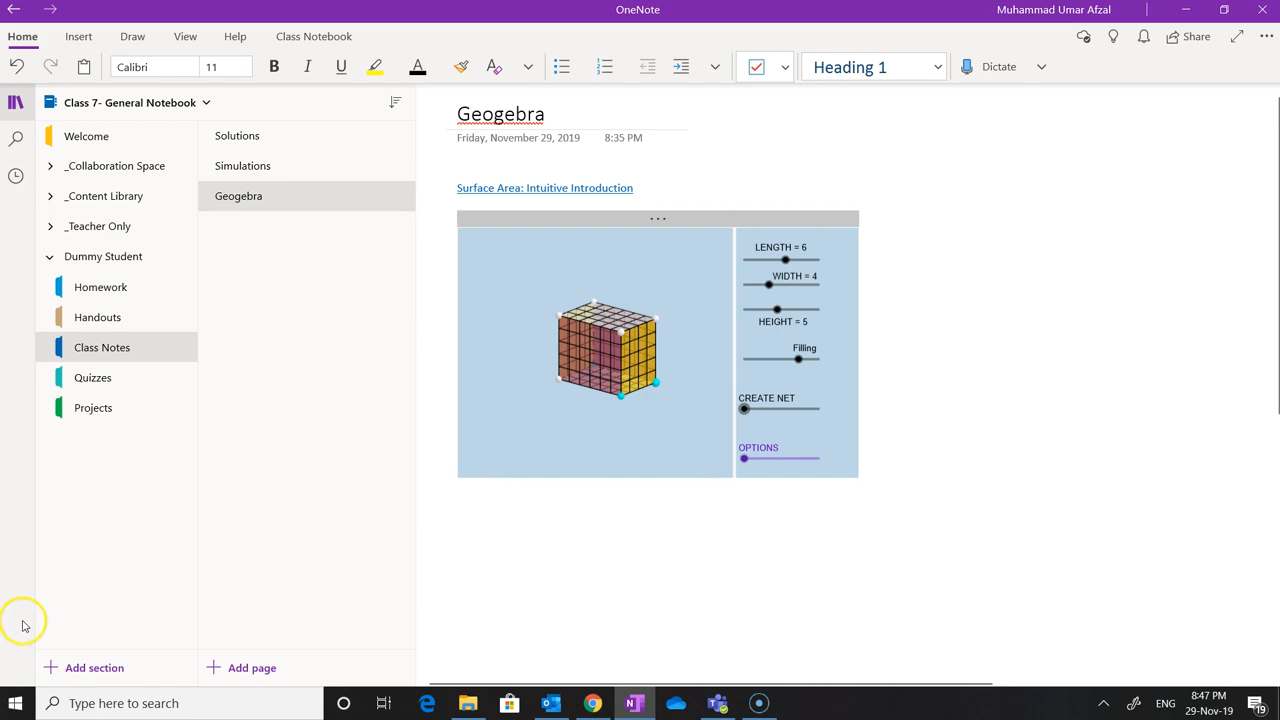 OneNote
Muhammad Umar Afzal
Home Insert Draw View Help Class Notebook
Share
Calibri 11 B I U A A Heading 1 Dictate
Class 7- General Notebook
Welcome
_Collaboration Space
_Content Library
_Teacher Only
Dummy Student
Homework
Handouts
Class Notes
Quizzes
Projects
Add section
Solutions
Simulations
Geogebra
Add page
Geogebra
Friday, November 29, 2019 8:35 PM
Surface Area: Intuitive Introduction
LENGTH = 6
WIDTH = 4
HEIGHT = 5
Filling
CREATE NET
OPTIONS
Type here to search
ENG
8:47 PM
29-Nov-19
19